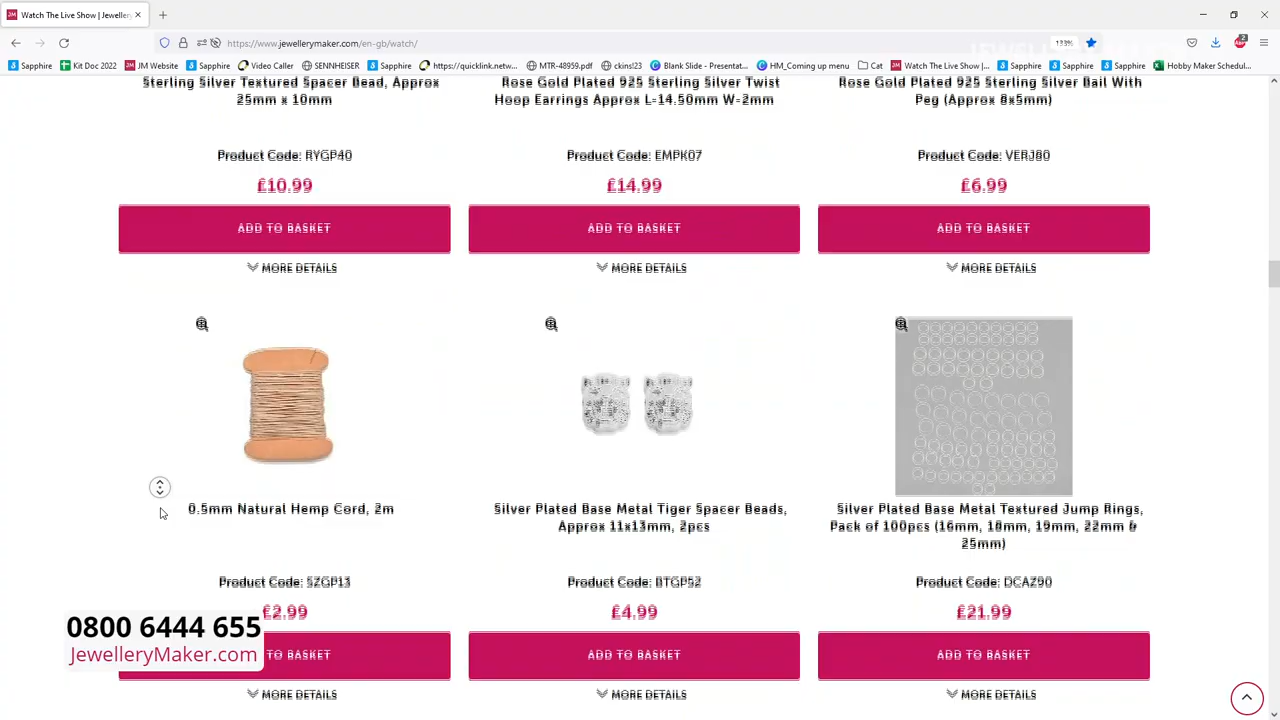 Watch The Live Show | Jewellery
https://www.jewellerymaker.com/es-gb/watch/
133%
2
Sapphire
Kit Doc 2022
JM Website
Sapphire
Video Caller
SENNHEISER
Sapphire
https://quicklink.netw...
MTR-48959.pdf
ckins!23
Blank Slide - Presentat...
HM_Coming up menu
Cat
Watch The Live Show ...
Sapphire
Sapphire
Sapphire
Hobby Maker Schedul...
Sterling Silver Textured Spacer Bead, Approx
25mm x 10mm
Rose Gold Plated 925 Sterling Silver Twist
Hoop Earrings Approx L-14.50mm W-2mm
Rose Gold Plated 925 Sterling Silver Bail With
Peg (Approx 8x5mm)
Product Code: RYGP40
Product Code: EMPK07
Product Code: VERJ80
£10.99
£14.99
£6.99
ADD TO BASKET
ADD TO BASKET
ADD TO BASKET
MORE DETAILS
MORE DETAILS
MORE DETAILS
0.5mm Natural Hemp Cord, 2m
Silver Plated Base Metal Tiger Spacer Beads,
Approx 11x13mm, 2pcs
Silver Plated Base Metal Textured Jump Rings,
Pack of 100pcs (16mm, 18mm, 19mm, 22mm &
25mm)
Product Code: SZGP13
Product Code: BTGP52
Product Code: DCAZ90
£2.99
£4.99
£21.99
0800 6444 655
JewelleryMaker.com
TO BASKET
ADD TO BASKET
ADD TO BASKET
MORE DETAILS
MORE DETAILS
MORE DETAILS